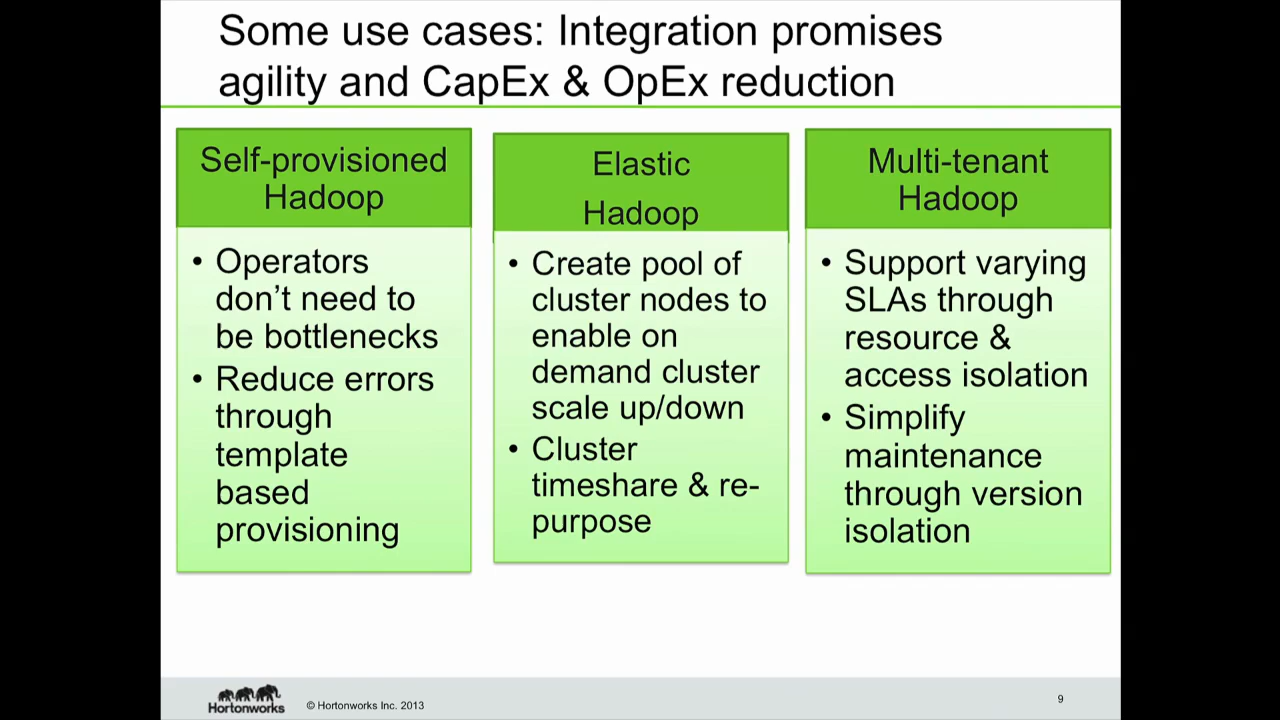 Some use cases: Integration promises
agility and CapEx & OpEx reduction
Self-provisioned
Hadoop
• Operators
don’t need to
be bottlenecks
• Reduce errors
through
template
based
provisioning
Elastic
Hadoop
• Create pool of
cluster nodes to
enable on
demand cluster
scale up/down
• Cluster
timeshare & re-
purpose
Multi-tenant
Hadoop
• Support varying
SLAs through
resource &
access isolation
• Simplify
maintenance
through version
isolation
Hortonworks
© Hortonworks Inc. 2013
9